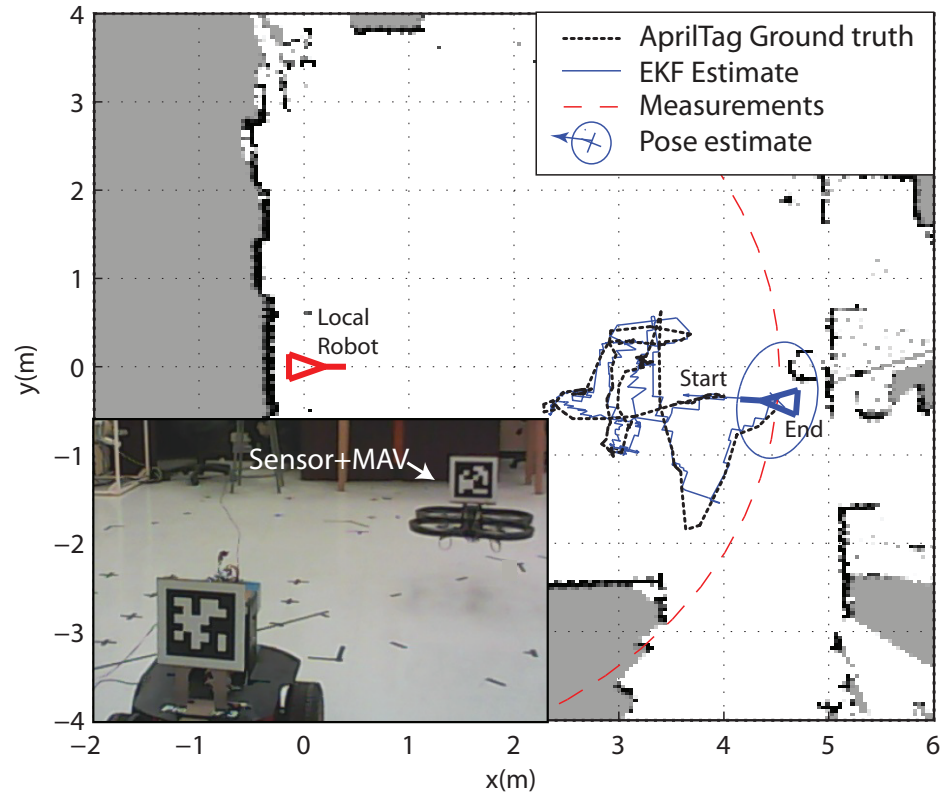 AprilTag Ground truth
EKF Estimate
Measurements
Pose estimate
4
3
2
1
0
−1
−2
−3
−4
y(m)
Local
Robot
Start
End
Sensor+MAV
−2
−1
0
1
2
3
4
5
6
x(m)